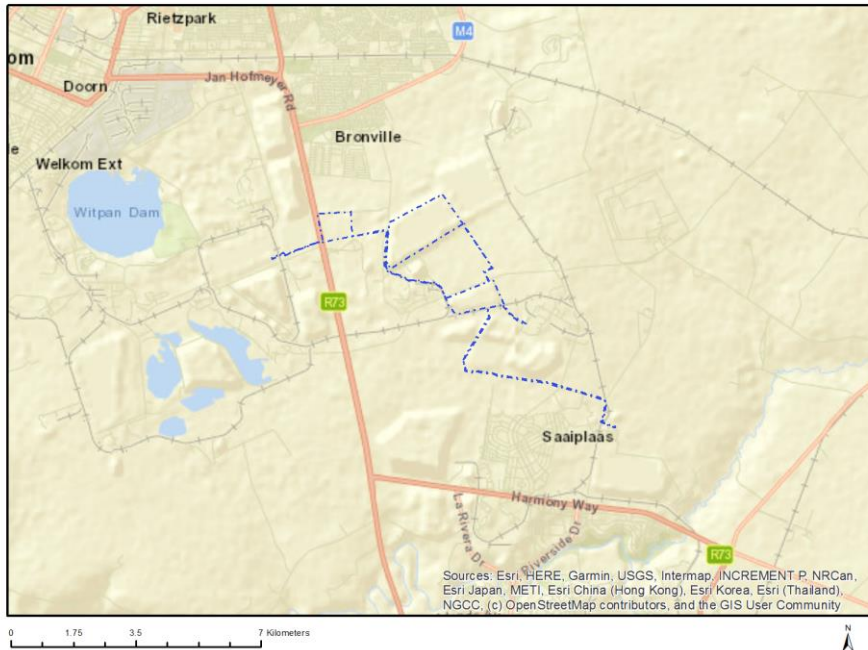 Rietzpark
M4
om
Doorn
Jan Hofmeyer Rd
Bronville
e
Welkom Ext
Witpan Dam
R73
Saaiplaas
Harmony Way
La Rivera Dr
Riverside Dr
R73
Sources: Esri, HERE, Garmin, USGS, Intermap, INCREMENT P, NRCan,
Esri Japan, METI, Esri China (Hong Kong), Esri Korea, Esri (Thailand),
NGCC, (c) OpenStreetMap contributors, and the GIS User Community
0 1.75 3.5 7 Kilometers
N